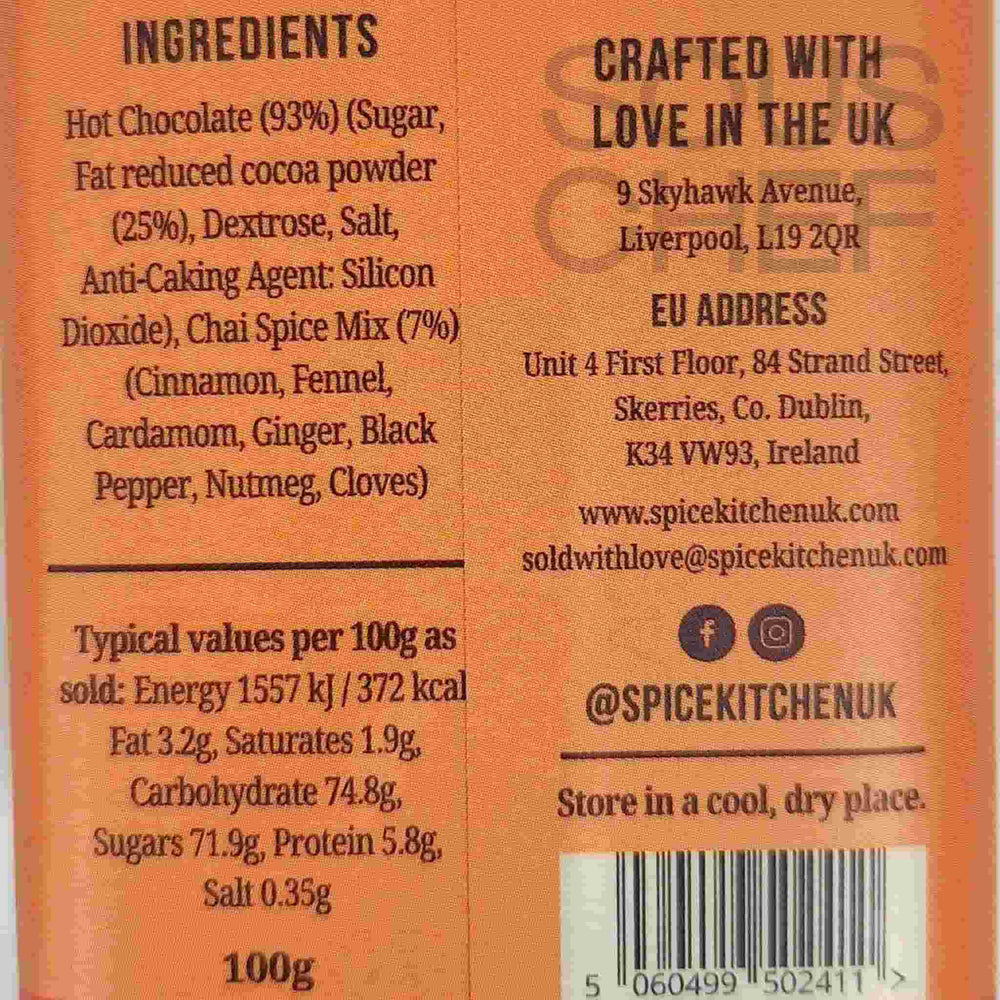 INGREDIENTS
Hot Chocolate (93%) (Sugar,
Fat reduced cocoa powder
(25%), Dextrose, Salt,
Anti-Caking Agent: Silicon
Dioxide), Chai Spice Mix (7%)
(Cinnamon, Fennel,
Cardamom, Ginger, Black
Pepper, Nutmeg, Cloves)
Typical values per 100g as
sold: Energy 1557 kJ / 372 kcal
Fat 3.2g, Saturates 1.9g,
Carbohydrate 74.8g,
Sugars 71.9g, Protein 5.8g,
Salt 0.35g
100g
SOUS
CHEF
CRAFTED WITH
LOVE IN THE UK
9 Skyhawk Avenue,
Liverpool, L19 2QR
EU ADDRESS
Unit 4 First Floor, 84 Strand Street,
Skerries, Co. Dublin,
K34 VW93, Ireland
www.spicekitchenuk.com
soldwithlove@spicekitchenuk.com
@SPICEKITCHENUK
Store in a cool, dry place.
5 060499 502411 >